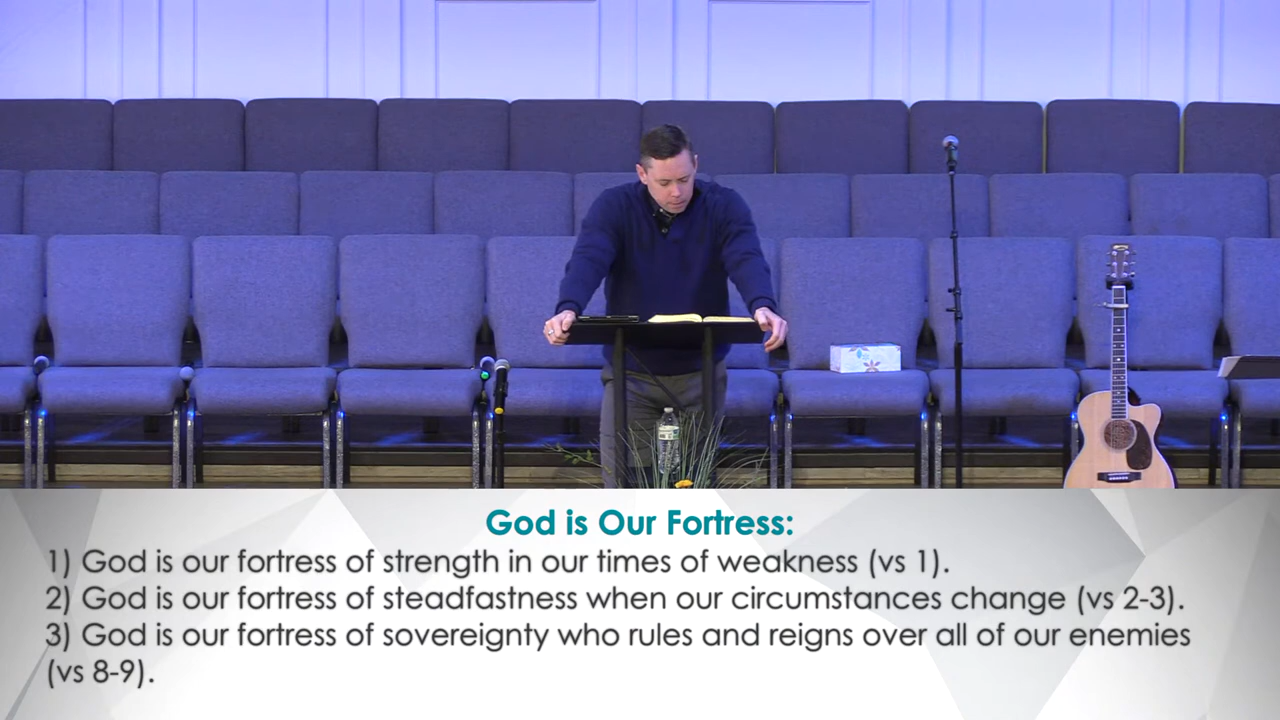 God is Our Fortress:
1) God is our fortress of strength in our times of weakness (vs 1).
2) God is our fortress of steadfastness when our circumstances change (vs 2-3).
3) God is our fortress of sovereignty who rules and reigns over all of our enemies
(vs 8-9).